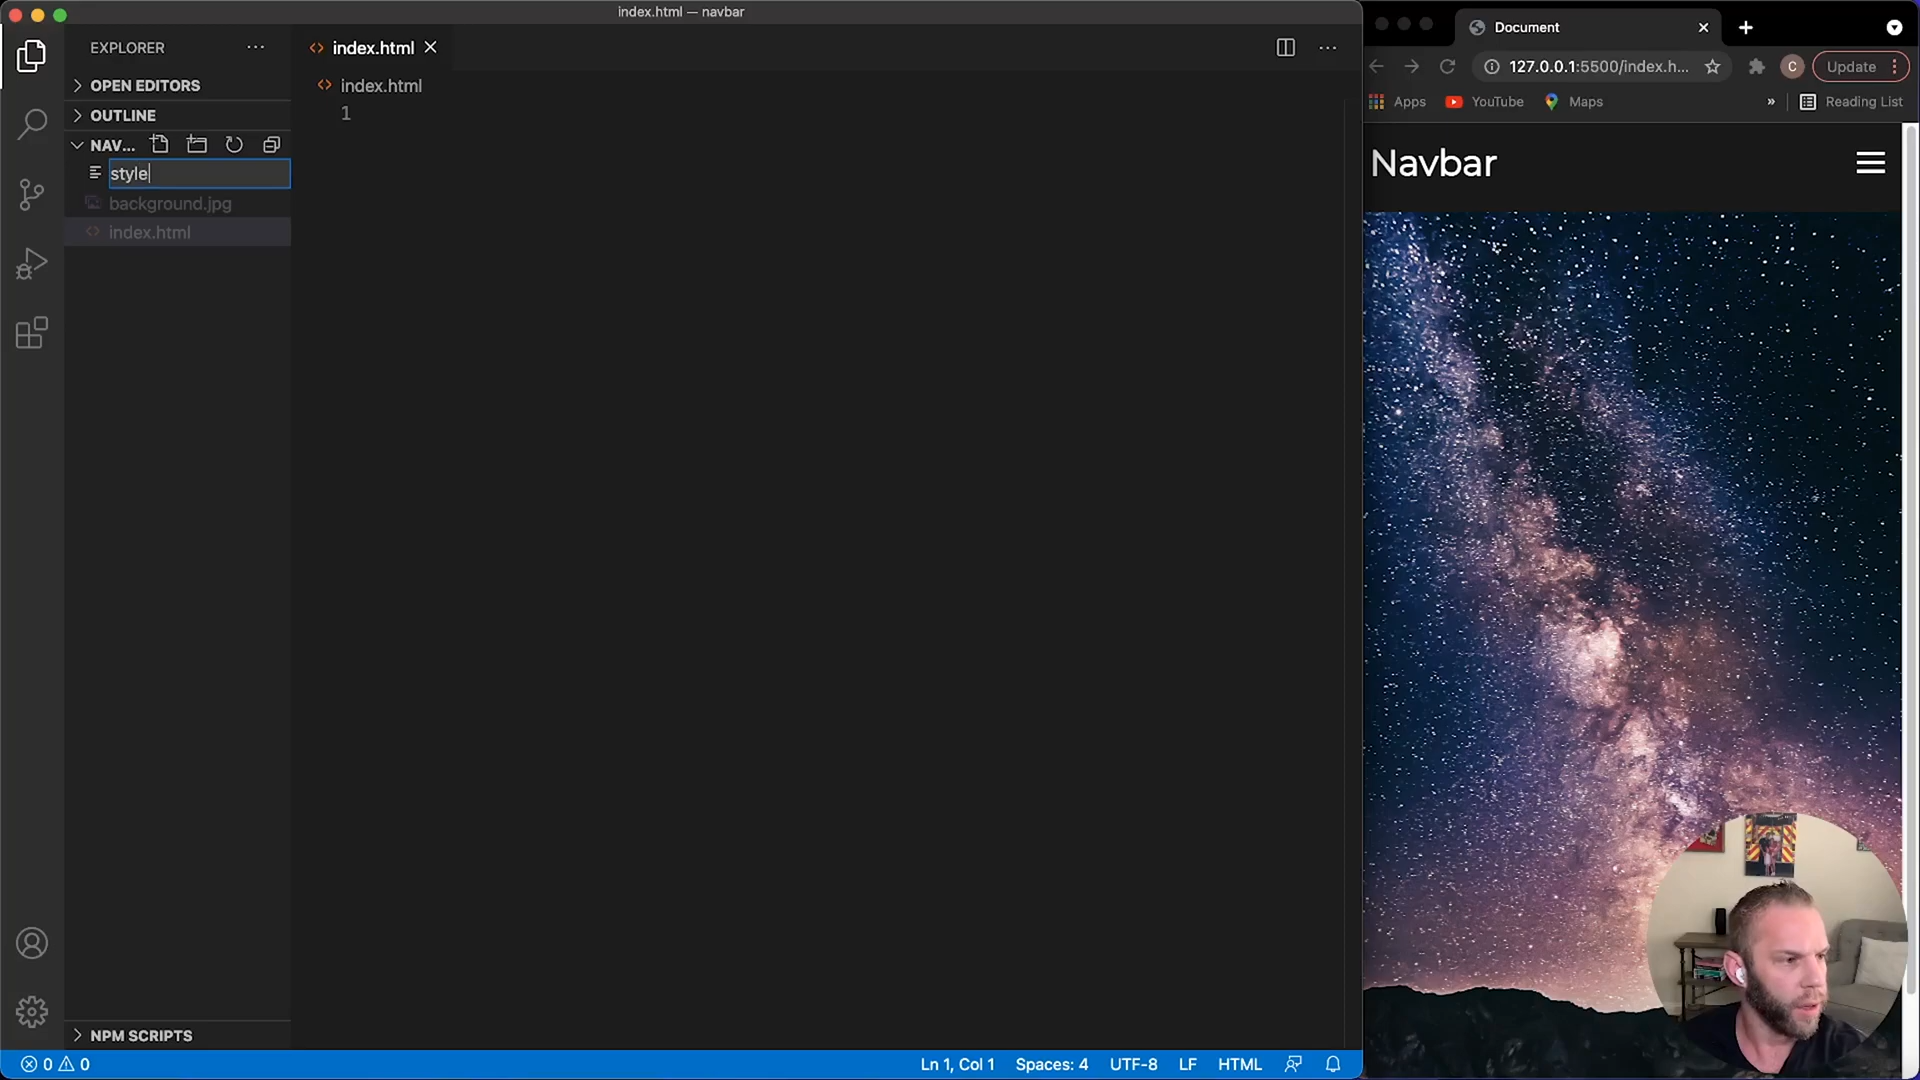 index.html — navbar
EXPLORER
OPEN EDITORS
OUTLINE
NAV...
style
background.jpg
index.html
NPM SCRIPTS
index.html
index.html
1
0 0
Ln 1, Col 1
Spaces: 4
UTF-8
LF
HTML
Document
127.0.0.1:5500/index.h...
C
Update
Apps
YouTube
Maps
»
Reading List
Navbar